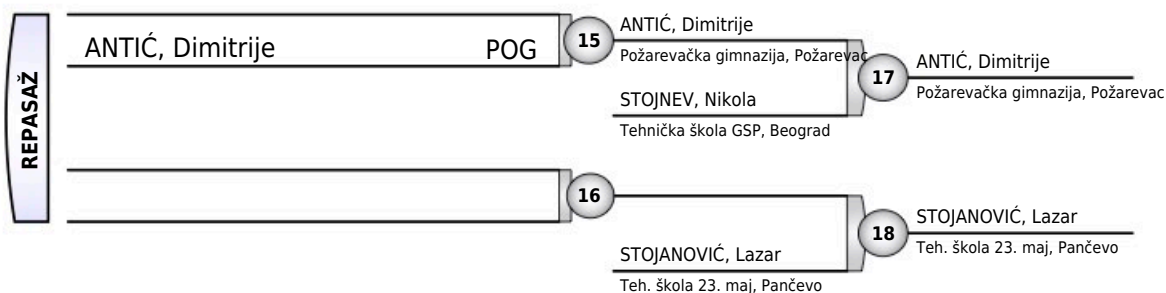 REPASAŽ
ANTIĆ, Dimitrije POG
15
ANTIĆ, Dimitrije
Požarevačka gimnazija, Požarevac
STOJNEV, Nikola
Tehnička škola GSP, Beograd
17
ANTIĆ, Dimitrije
Požarevačka gimnazija, Požarevac
16
STOJANOVIĆ, Lazar
Teh. škola 23. maj, Pančevo
18
STOJANOVIĆ, Lazar
Teh. škola 23. maj, Pančevo